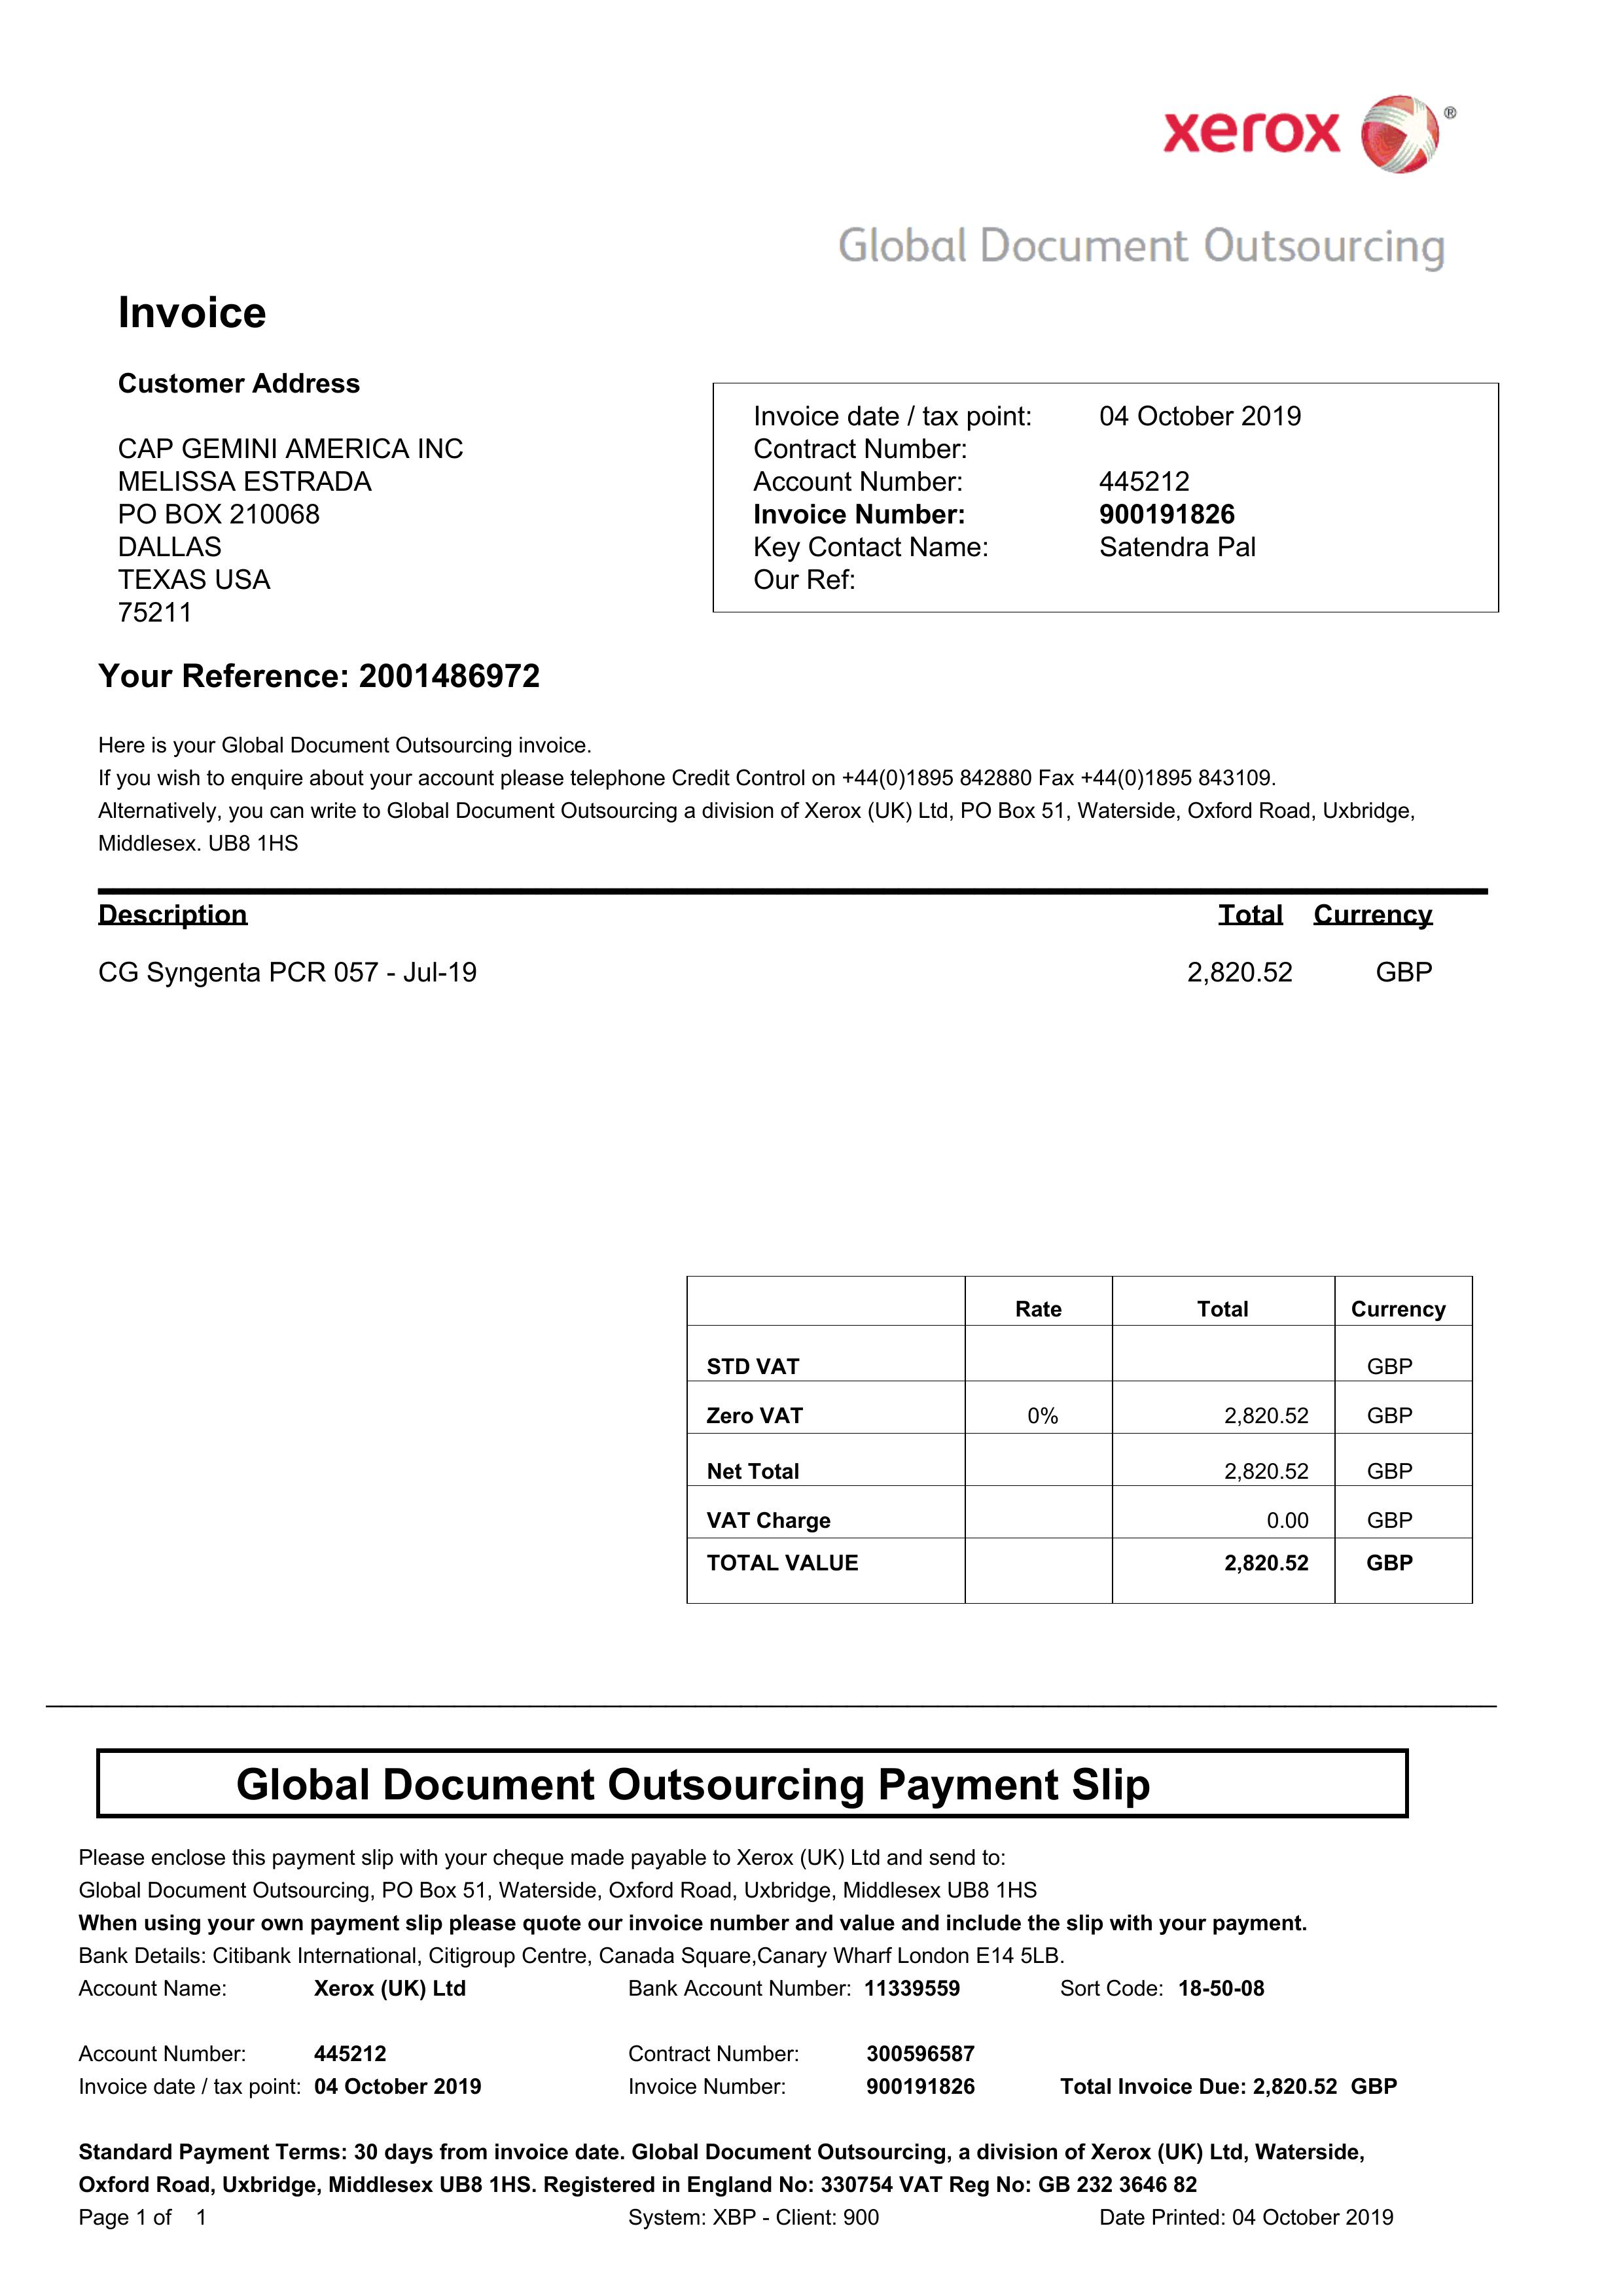 xerox ®
Global Document Outsourcing
Invoice
Customer Address
CAP GEMINI AMERICA INC
MELISSA ESTRADA
PO BOX 210068
DALLAS
TEXAS USA
75211
Invoice date / tax point: 04 October 2019
Contract Number:
Account Number: 445212
Invoice Number: 900191826
Key Contact Name: Satendra Pal
Our Ref:
Your Reference: 2001486972
Here is your Global Document Outsourcing invoice.
If you wish to enquire about your account please telephone Credit Control on +44(0)1895 842880 Fax +44(0)1895 843109.
Alternatively, you can write to Global Document Outsourcing a division of Xerox (UK) Ltd, PO Box 51, Waterside, Oxford Road, Uxbridge,
Middlesex. UB8 1HS
Description Total Currency
CG Syngenta PCR 057 - Jul-19 2,820.52 GBP
Rate Total Currency
STD VAT GBP
Zero VAT 0% 2,820.52 GBP
Net Total 2,820.52 GBP
VAT Charge 0.00 GBP
TOTAL VALUE 2,820.52 GBP
Global Document Outsourcing Payment Slip
Please enclose this payment slip with your cheque made payable to Xerox (UK) Ltd and send to:
Global Document Outsourcing, PO Box 51, Waterside, Oxford Road, Uxbridge, Middlesex UB8 1HS
When using your own payment slip please quote our invoice number and value and include the slip with your payment.
Bank Details: Citibank International, Citigroup Centre, Canada Square,Canary Wharf London E14 5LB.
Account Name: Xerox (UK) Ltd Bank Account Number: 11339559 Sort Code: 18-50-08
Account Number: 445212 Contract Number: 300596587
Invoice date / tax point: 04 October 2019 Invoice Number: 900191826 Total Invoice Due: 2,820.52 GBP
Standard Payment Terms: 30 days from invoice date. Global Document Outsourcing, a division of Xerox (UK) Ltd, Waterside,
Oxford Road, Uxbridge, Middlesex UB8 1HS. Registered in England No: 330754 VAT Reg No: GB 232 3646 82
Page 1 of 1 System: XBP - Client: 900 Date Printed: 04 October 2019